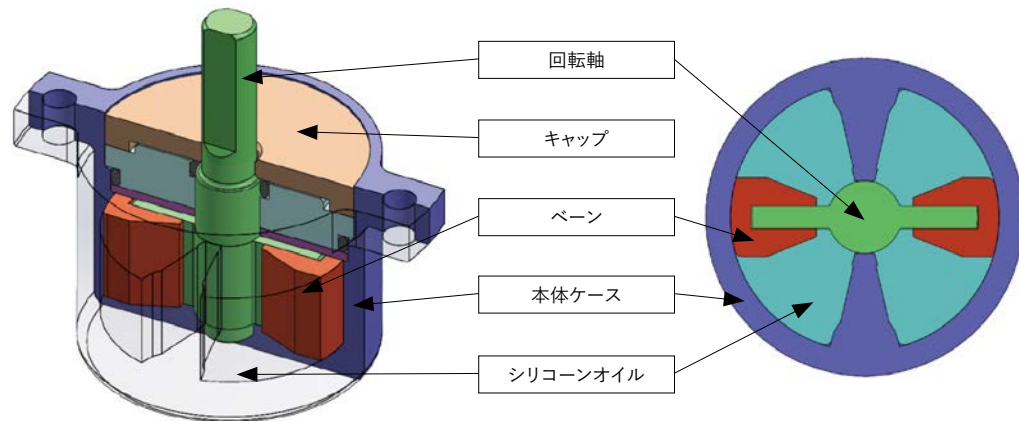 回転軸
キャップ
ベーン
本体ケース
シリコーンオイル